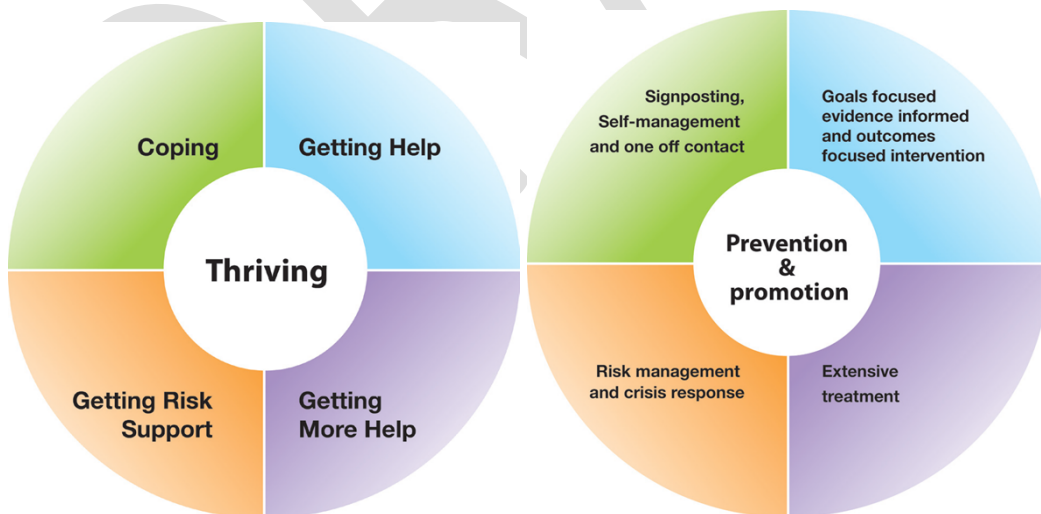 Coping
Getting Help
Thriving
Getting Risk
Support
Getting
More Help
Signposting,
Self-management
and one off contact
Goals focused
evidence informed
and outcomes
focused intervention
Prevention
&
promotion
Risk management
and crisis response
Extensive
treatment